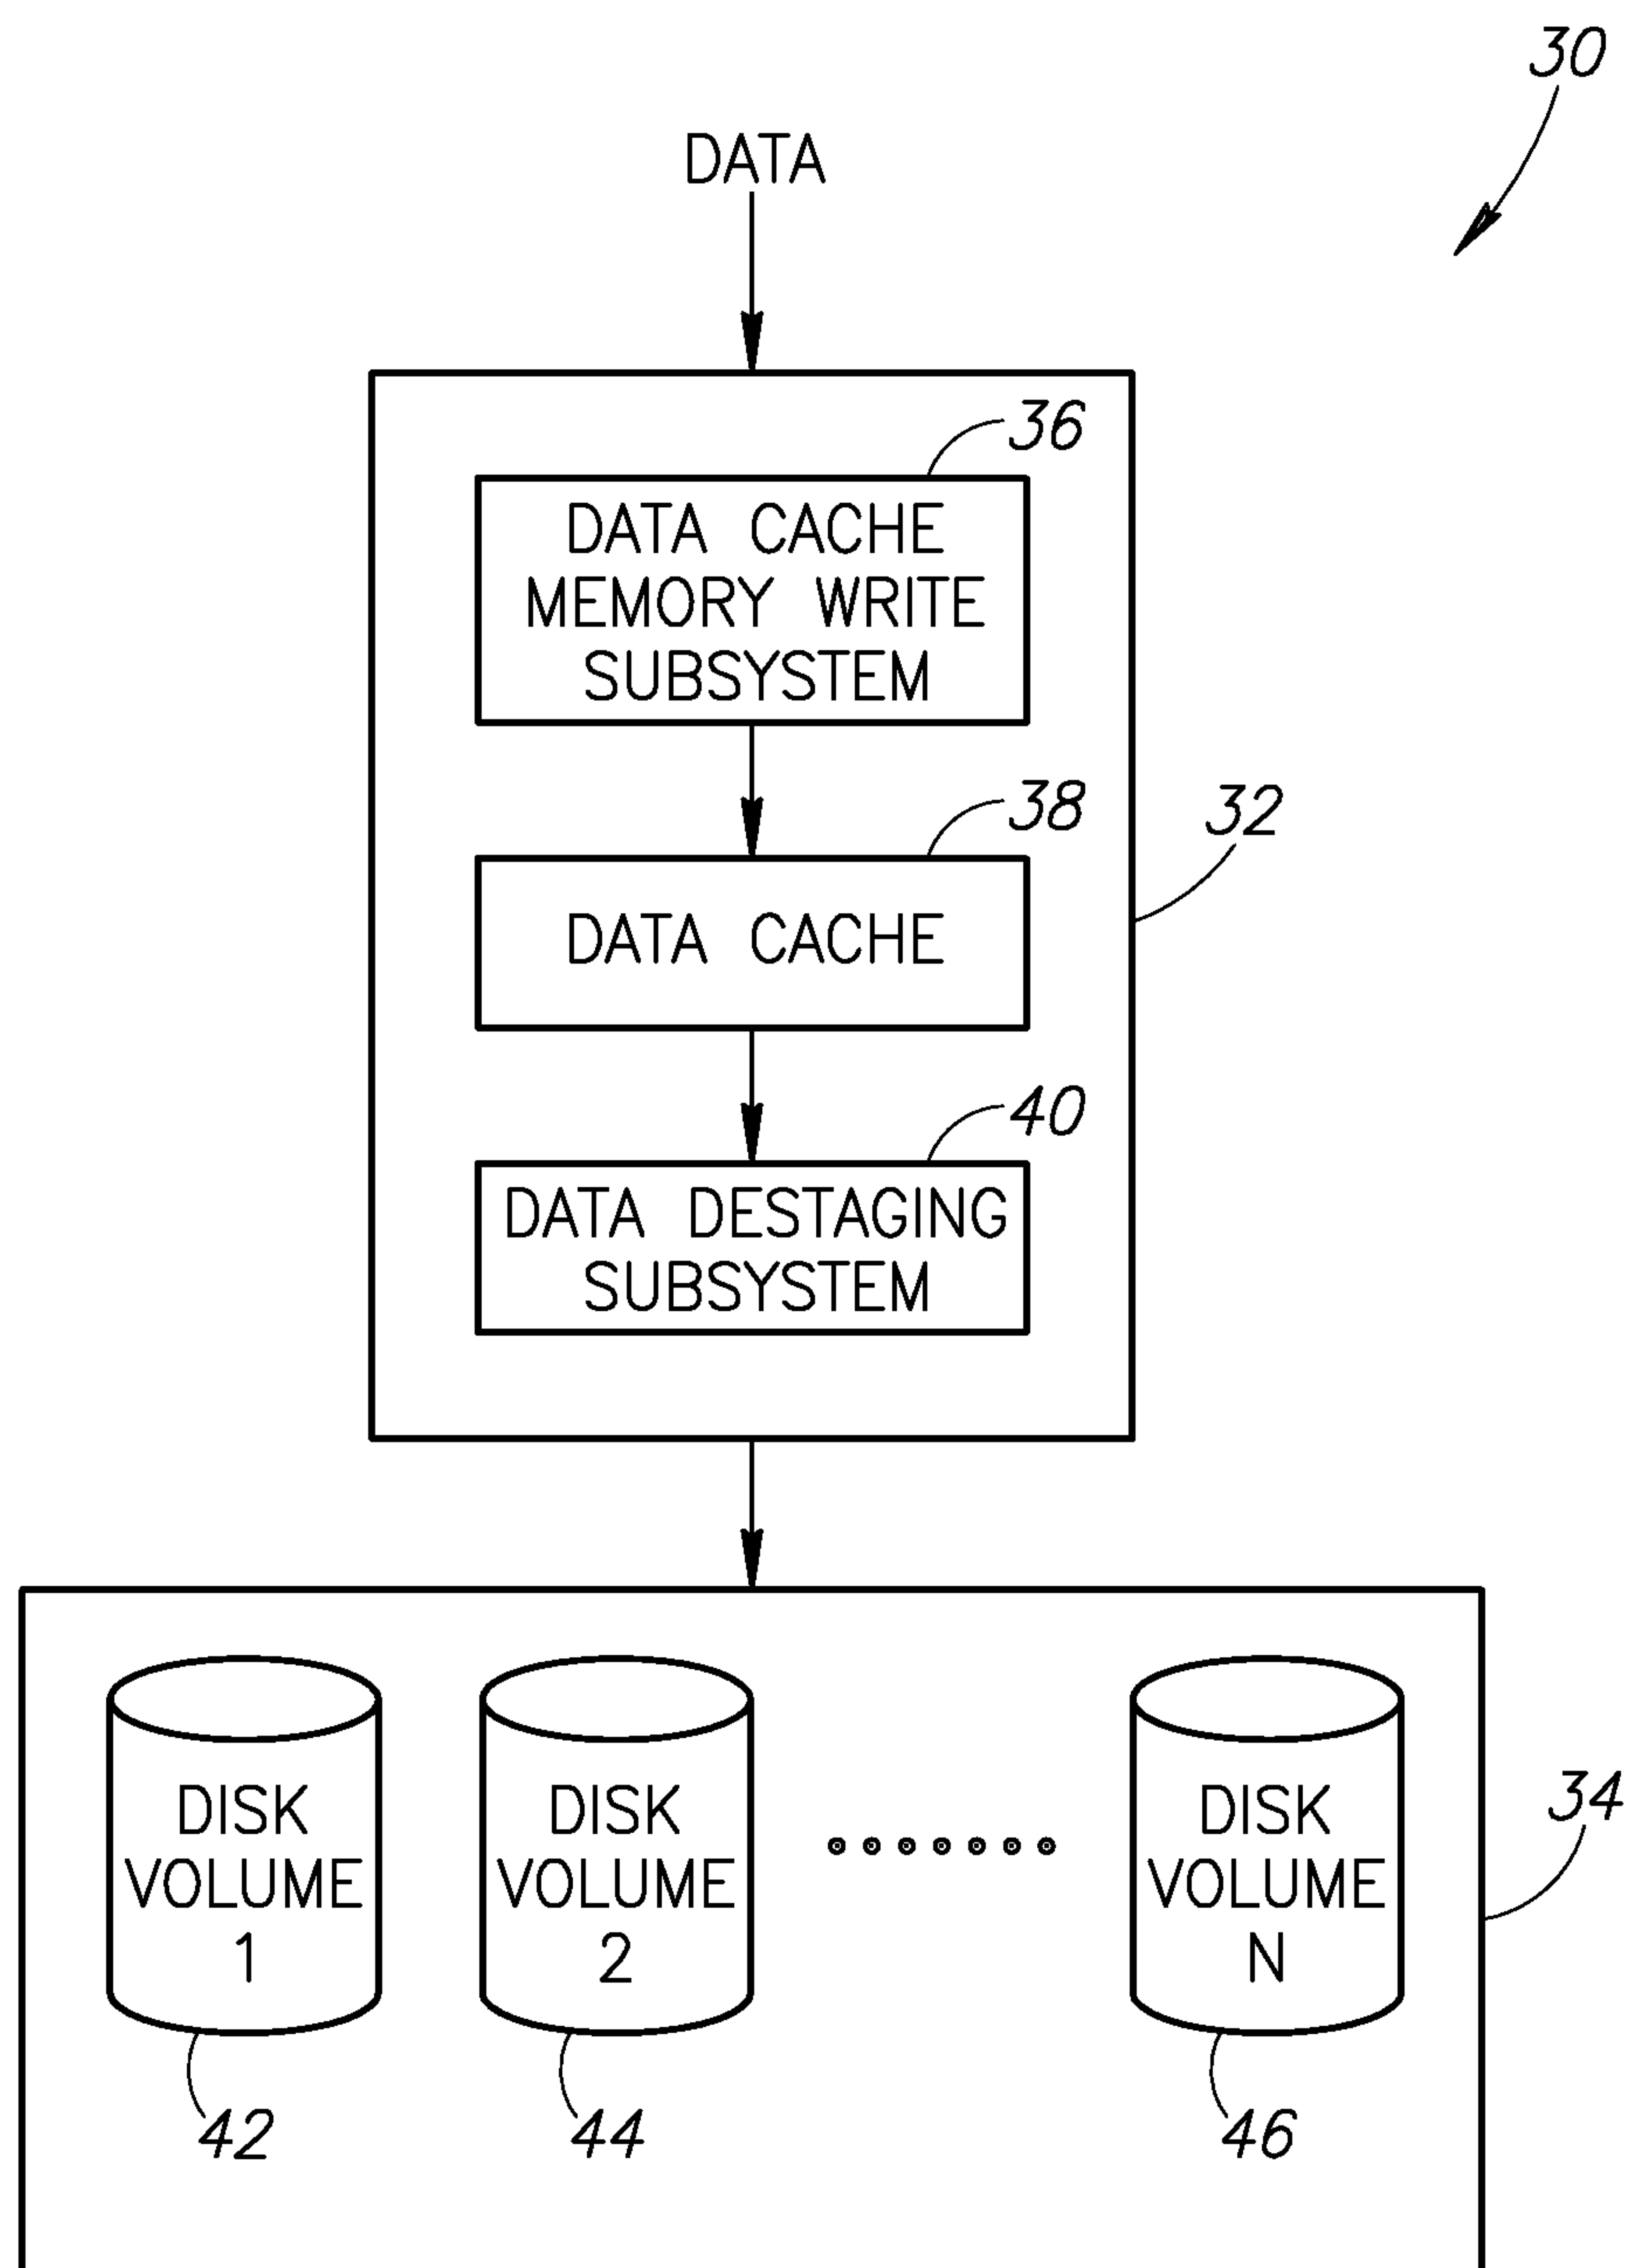 30
DATA
36
DATA CACHE
MEMORY WRITE
SUBSYSTEM
38
32
DATA CACHE
40
DATA DESTAGING
SUBSYSTEM
34
DISK
VOLUME
1
DISK
VOLUME
2
DISK
VOLUME
N
42
44
46